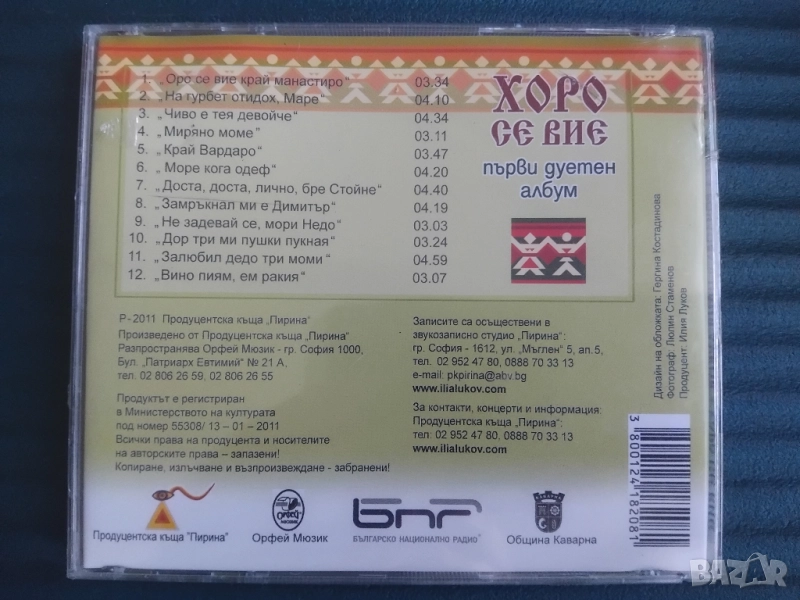 1. „Оро се вие край манастиро“ 03.34
2. „На гурбет отидох, Маре“ 04.10
3. „Чиво е тея девойче“ 04.34
4. „Миряно моме“ 03.11
5. „Край Вардаро“ 03.47
6. „Море кога одеф“ 04.20
7. „Доста, доста, лично, бре Стойне“ 04.40
8. „Замръкнал ми е Димитър“ 04.19
9. „Не задевай се, мори Недо“ 03.03
10. „Дор три ми пушки пукная“ 03.24
11. „Залюбил дедо три моми“ 04.59
12. „Вино пиям, ем ракия“ 03.07
ХОРО
СЕ ВИЕ
първи дуетен
албум
Дизайн на обложката: Гергина Костадинова
Фотограф: Люпин Стаменов
Продуцент: Илия Луков
P - 2011 Продуцентска къща „Пирина“
Произведено от Продуцентска къща „Пирина“
Разпространява Орфей Мюзик - гр. София 1000,
Бул. „Патриарх Евтимий“ № 21 А,
тел. 02 806 26 59, 02 806 26 55
Продуктът е регистриран
в Министерството на културата
под номер 55308/ 13 – 01 – 2011
Всички права на продуцента и носителите
на авторските права – запазени!
Копиране, излъчване и възпроизвеждане - забранени!
Записите са осъществени в
звукозаписно студио „Пирина“:
гр. София - 1612, ул. „Мъглен“ 5, ап.5,
тел.: 02 952 47 80, 0888 70 33 13
e-mail: pkpirina@abv.bg
www.ilialukov.com
За контакти, концерти и информация:
Продуцентска къща „Пирина“:
тел: 02 952 47 80, 0888 70 33 13
www.ilialukov.com
3800124182081
Продуцентска къща "Пирина"
Орфей
Орфей Мюзик
бнр
БЪЛГАРСКО НАЦИОНАЛНО РАДИО
Община Каварна
BAZAR